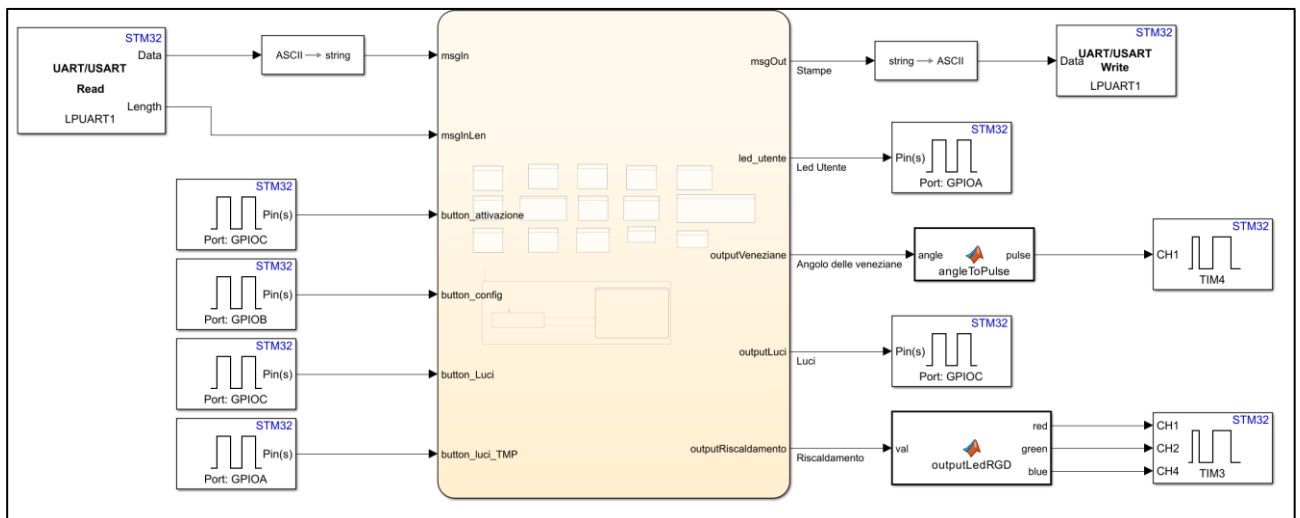 STM32
Data
UART/USART
Read
Length
LPUART1
ASCII → string
msgIn
msgInLen
STM32
Pin(s)
Port: GPIOC
button_attivazione
STM32
Pin(s)
Port: GPIOB
button_config
STM32
Pin(s)
Port: GPIOC
button_Luci
STM32
Pin(s)
Port: GPIOA
button_luci_TMP
msgOut
Stampe
string → ASCII
STM32
Data
UART/USART
Write
LPUART1
led_utente
Led Utente
STM32
Pin(s)
Port: GPIOA
outputVeneziane
Angolo delle veneziane
angle
pulse
angleToPulse
STM32
CH1
TIM4
outputLuci
Luci
STM32
Pin(s)
Port: GPIOC
outputRiscaldamento
Riscaldamento
val
red
green
blue
outputLedRGD
STM32
CH1
CH2
CH4
TIM3